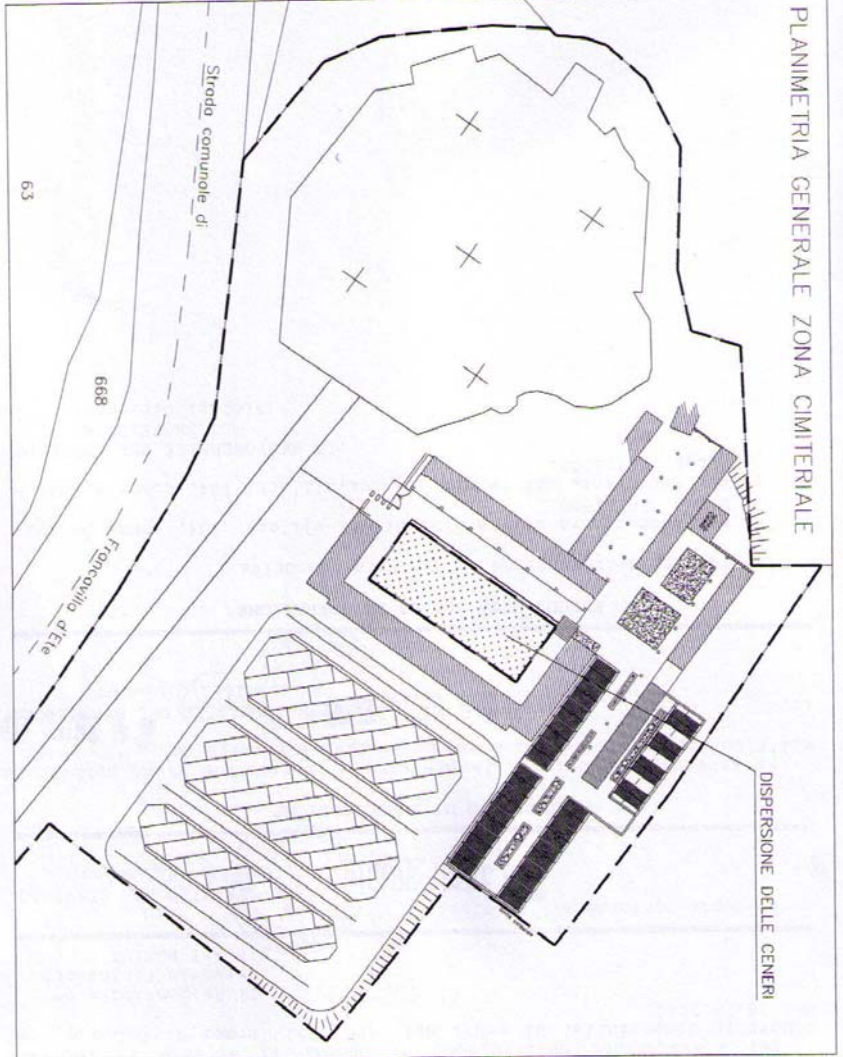 PLANIMETRIA GENERALE ZONA CIMITERIALE
DISPERSIONE DELLE CENERI
Strada comunale di
Francavilla d'Ete
668
63